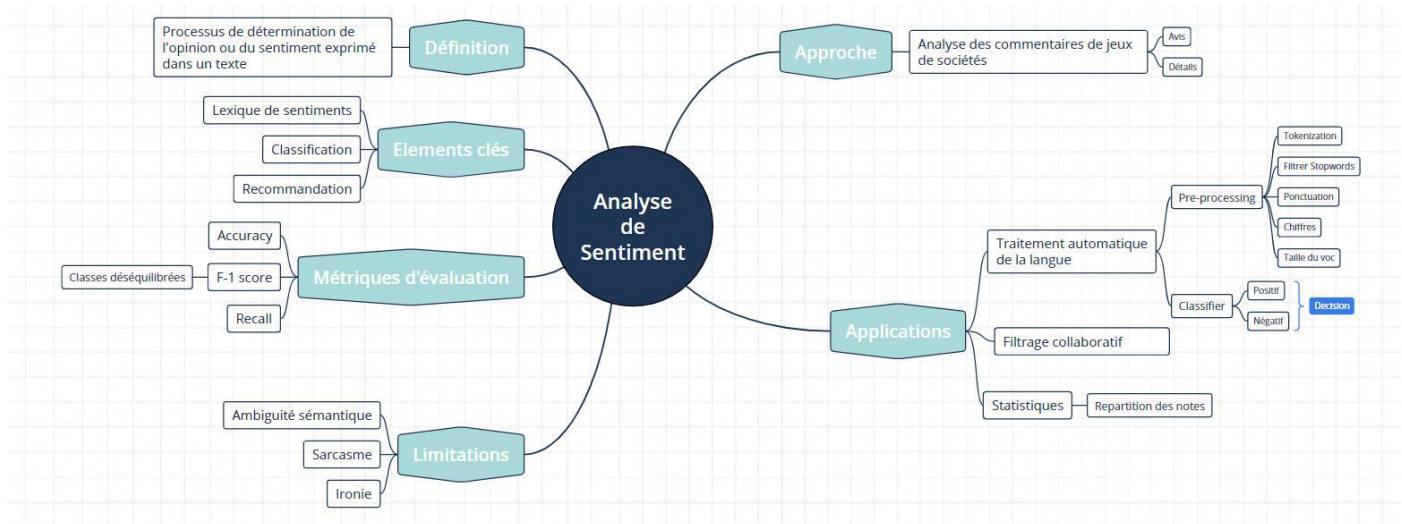 Analyse
de
Sentiment
Définition
Processus de détermination de
l'opinion ou du sentiment exprimé
dans un texte
Elements clés
Lexique de sentiments
Classification
Recommandation
Métriques d'évaluation
Accuracy
F-1 score
Classes déséquilibrées
Recall
Limitations
Ambiguité sémantique
Sarcasme
Ironie
Approche
Analyse des commentaires de jeux
de sociétés
Avis
Détails
Applications
Traitement automatique
de la langue
Pre-processing
Tokenization
Filtrer Stopwords
Ponctuation
Chiffres
Taille du voc
Classifier
Positif
Négatif
Decision
Filtrage collaboratif
Statistiques
Repartition des notes